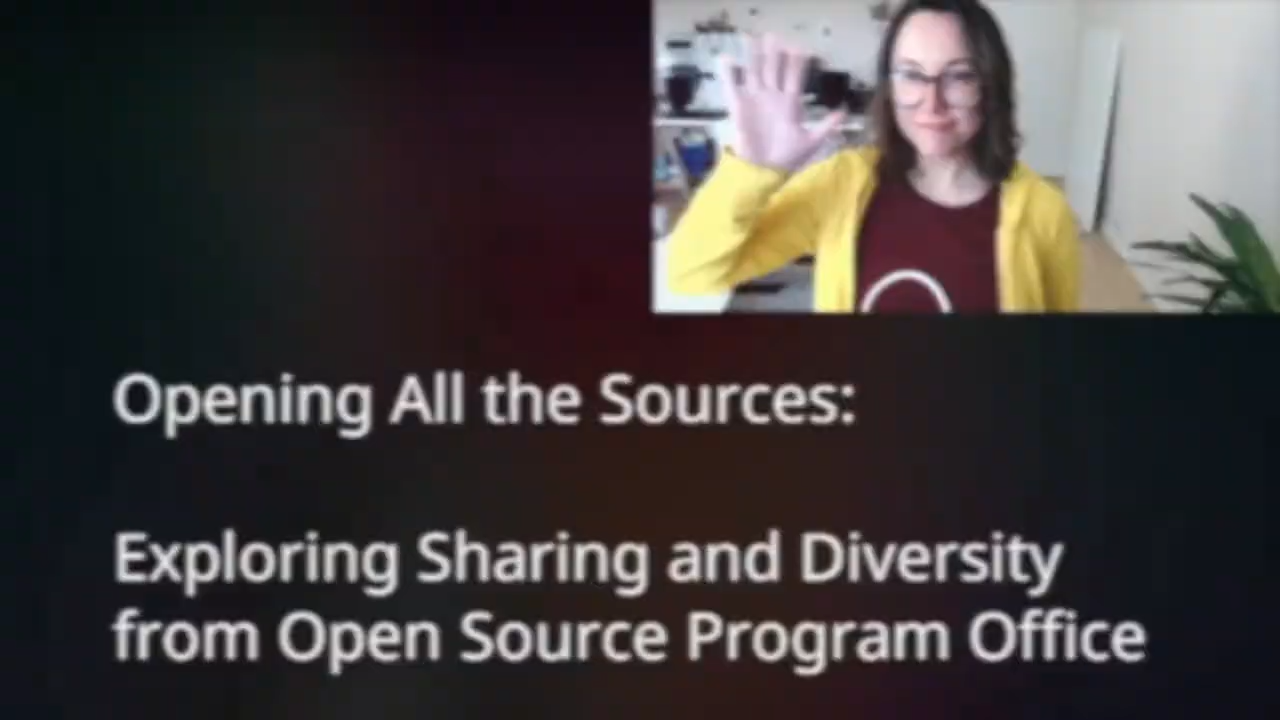 Opening All the Sources:
Exploring Sharing and Diversity
from Open Source Program Office